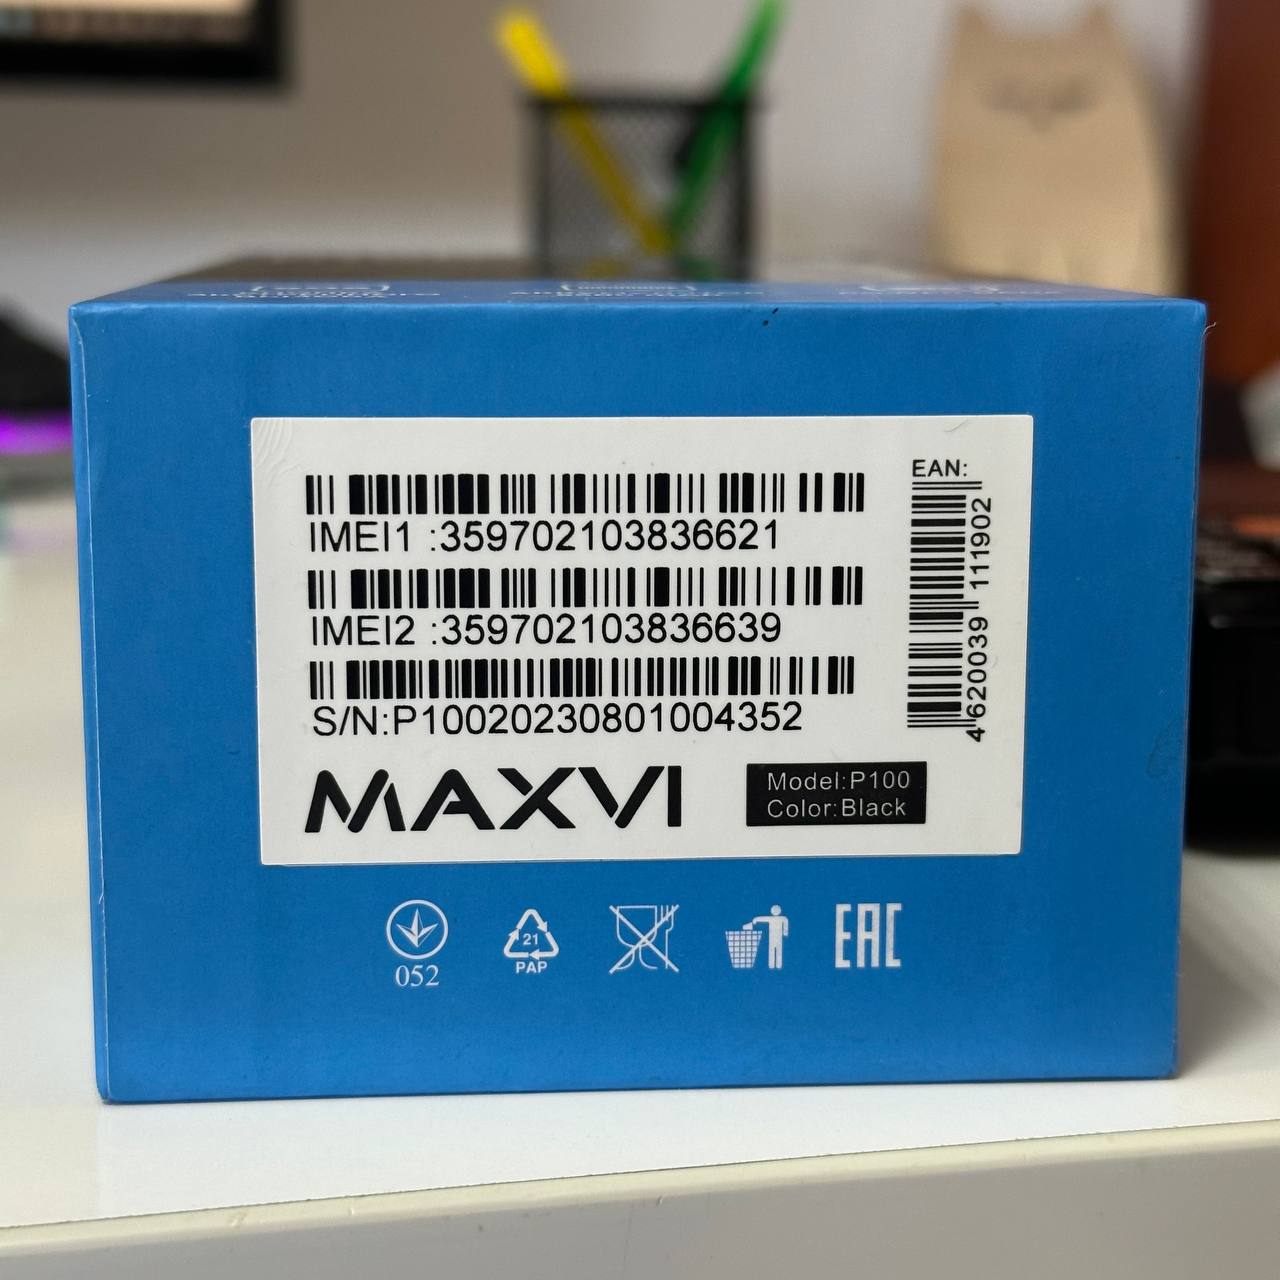 IMEI1 :359702103836621
IMEI2 :359702103836639
S/N:P10020230801004352
EAN:
4 620039 111902
MAXVI
Model:P100
Color:Black
052
21
PAP
EAC